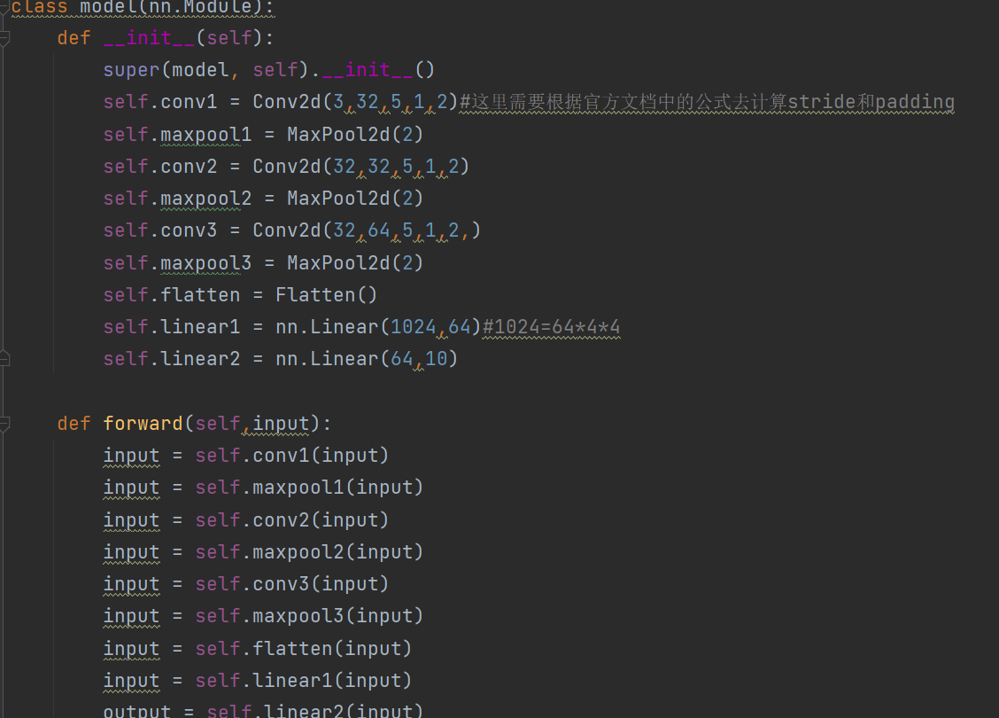 class model(nn.Module):
    def __init__(self):
        super(model, self).__init__()
        self.conv1 = Conv2d(3,32,5,1,2)#这里需要根据官方文档中的公式去计算stride和padding
        self.maxpool1 = MaxPool2d(2)
        self.conv2 = Conv2d(32,32,5,1,2)
        self.maxpool2 = MaxPool2d(2)
        self.conv3 = Conv2d(32,64,5,1,2,)
        self.maxpool3 = MaxPool2d(2)
        self.flatten = Flatten()
        self.linear1 = nn.Linear(1024,64)#1024=64*4*4
        self.linear2 = nn.Linear(64,10)
    def forward(self,input):
        input = self.conv1(input)
        input = self.maxpool1(input)
        input = self.conv2(input)
        input = self.maxpool2(input)
        input = self.conv3(input)
        input = self.maxpool3(input)
        input = self.flatten(input)
        input = self.linear1(input)
        output = self.linear2(input)